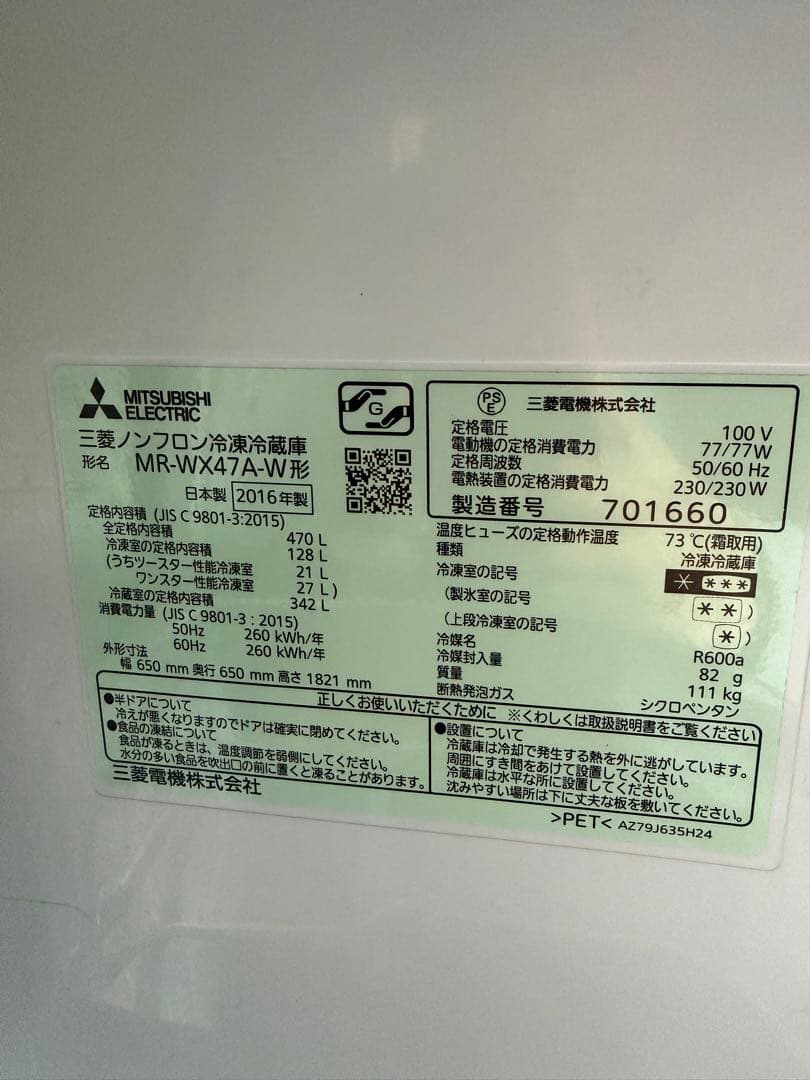 MITSUBISHI
ELECTRIC
三菱ノンフロン冷凍冷蔵庫
形名 MR-WX47A-W形
日本製 2016年製
定格内容積 (JIS C 9801-3:2015)
全定格内容積 470 L
冷凍室の定格内容積 128 L
(うちツースター性能冷凍室 21 L
ワンスター性能冷凍室 27 L)
冷蔵室の定格内容積 342 L
消費電力量 (JIS C 9801-3:2015)
50Hz 260 kWh/年
60Hz 260 kWh/年
外形寸法
幅 650 mm 奥行 650 mm 高さ 1821 mm
G
PS
E
三菱電機株式会社
定格電圧 100 V
電動機の定格消費電力 77/77W
定格周波数 50/60 Hz
電熱装置の定格消費電力 230/230W
製造番号 701660
温度ヒューズの定格動作温度 73℃(霜取用)
種類 冷凍冷蔵庫
冷凍室の記号 * ***
(製氷室の記号 **)
(上段冷凍室の記号 *)
冷媒名 R600a
冷媒封入量 82 g
質量 111 kg
断熱発泡ガス シクロペンタン
正しくお使いいただくために ※くわしくは取扱説明書をご覧ください
●半ドアについて
冷えが悪くなりますのでドアは確実に閉めてください。
●食品の凍結について
食品が凍るときは、温度調節を弱側にしてください。
水分の多い食品を吹出口の前に置くと凍ることがあります。
●設置について
冷蔵庫は冷却で発生する熱を外に逃がしています。
周囲にすき間をあけて設置してください。
冷蔵庫は水平な所に設置してください。
沈みやすい場所は下に丈夫な板を敷いてください。
三菱電機株式会社
>PET< AZ79J635H24